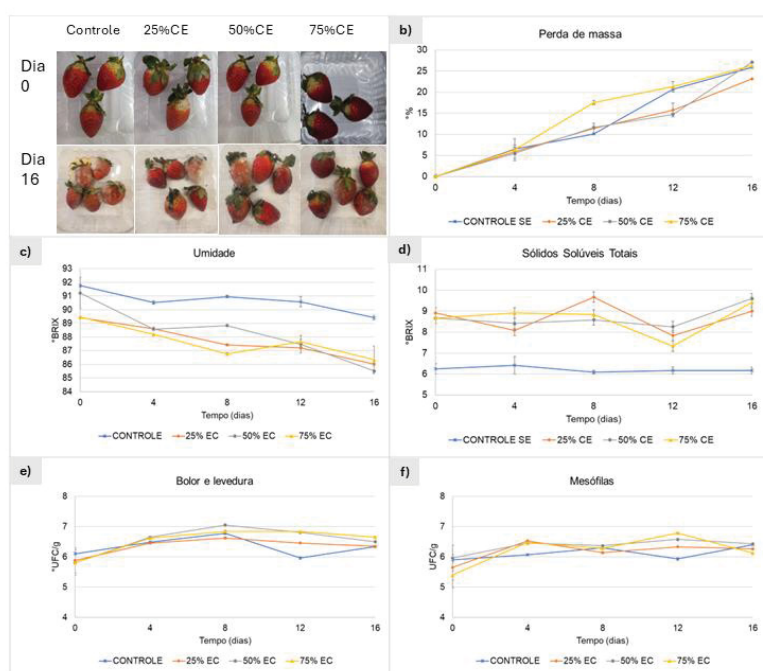 Controle 25%CE 50%CE 75%CE
Dia
0
Dia
16
b)
Perda de massa
°%
30
25
20
15
10
5
0
0 4 8 12 16
Tempo (dias)
CONTROLE SE 25% CE 50% CE 75% CE
c)
Umidade
°BRIX
93
92
91
90
89
88
87
86
85
84
0 4 8 12 16
Tempo (dias)
CONTROLE 25% EC 50% EC 75% EC
d)
Sólidos Solúveis Totais
°BRIX
11
10
9
8
7
6
5
0 4 8 12 16
Tempo (dias)
CONTROLE SE 25% CE 50% CE 75% CE
e)
Bolor e levedura
°UFC/g
8
7
6
5
4
0 4 8 12 16
Tempo (dias)
CONTROLE 25% EC 50% EC 75% EC
f)
Mesófilas
UFC/g
8
7
6
5
4
3
0 4 8 12 16
Tempo (dias)
CONTROLE 25% EC 50% EC 75% EC